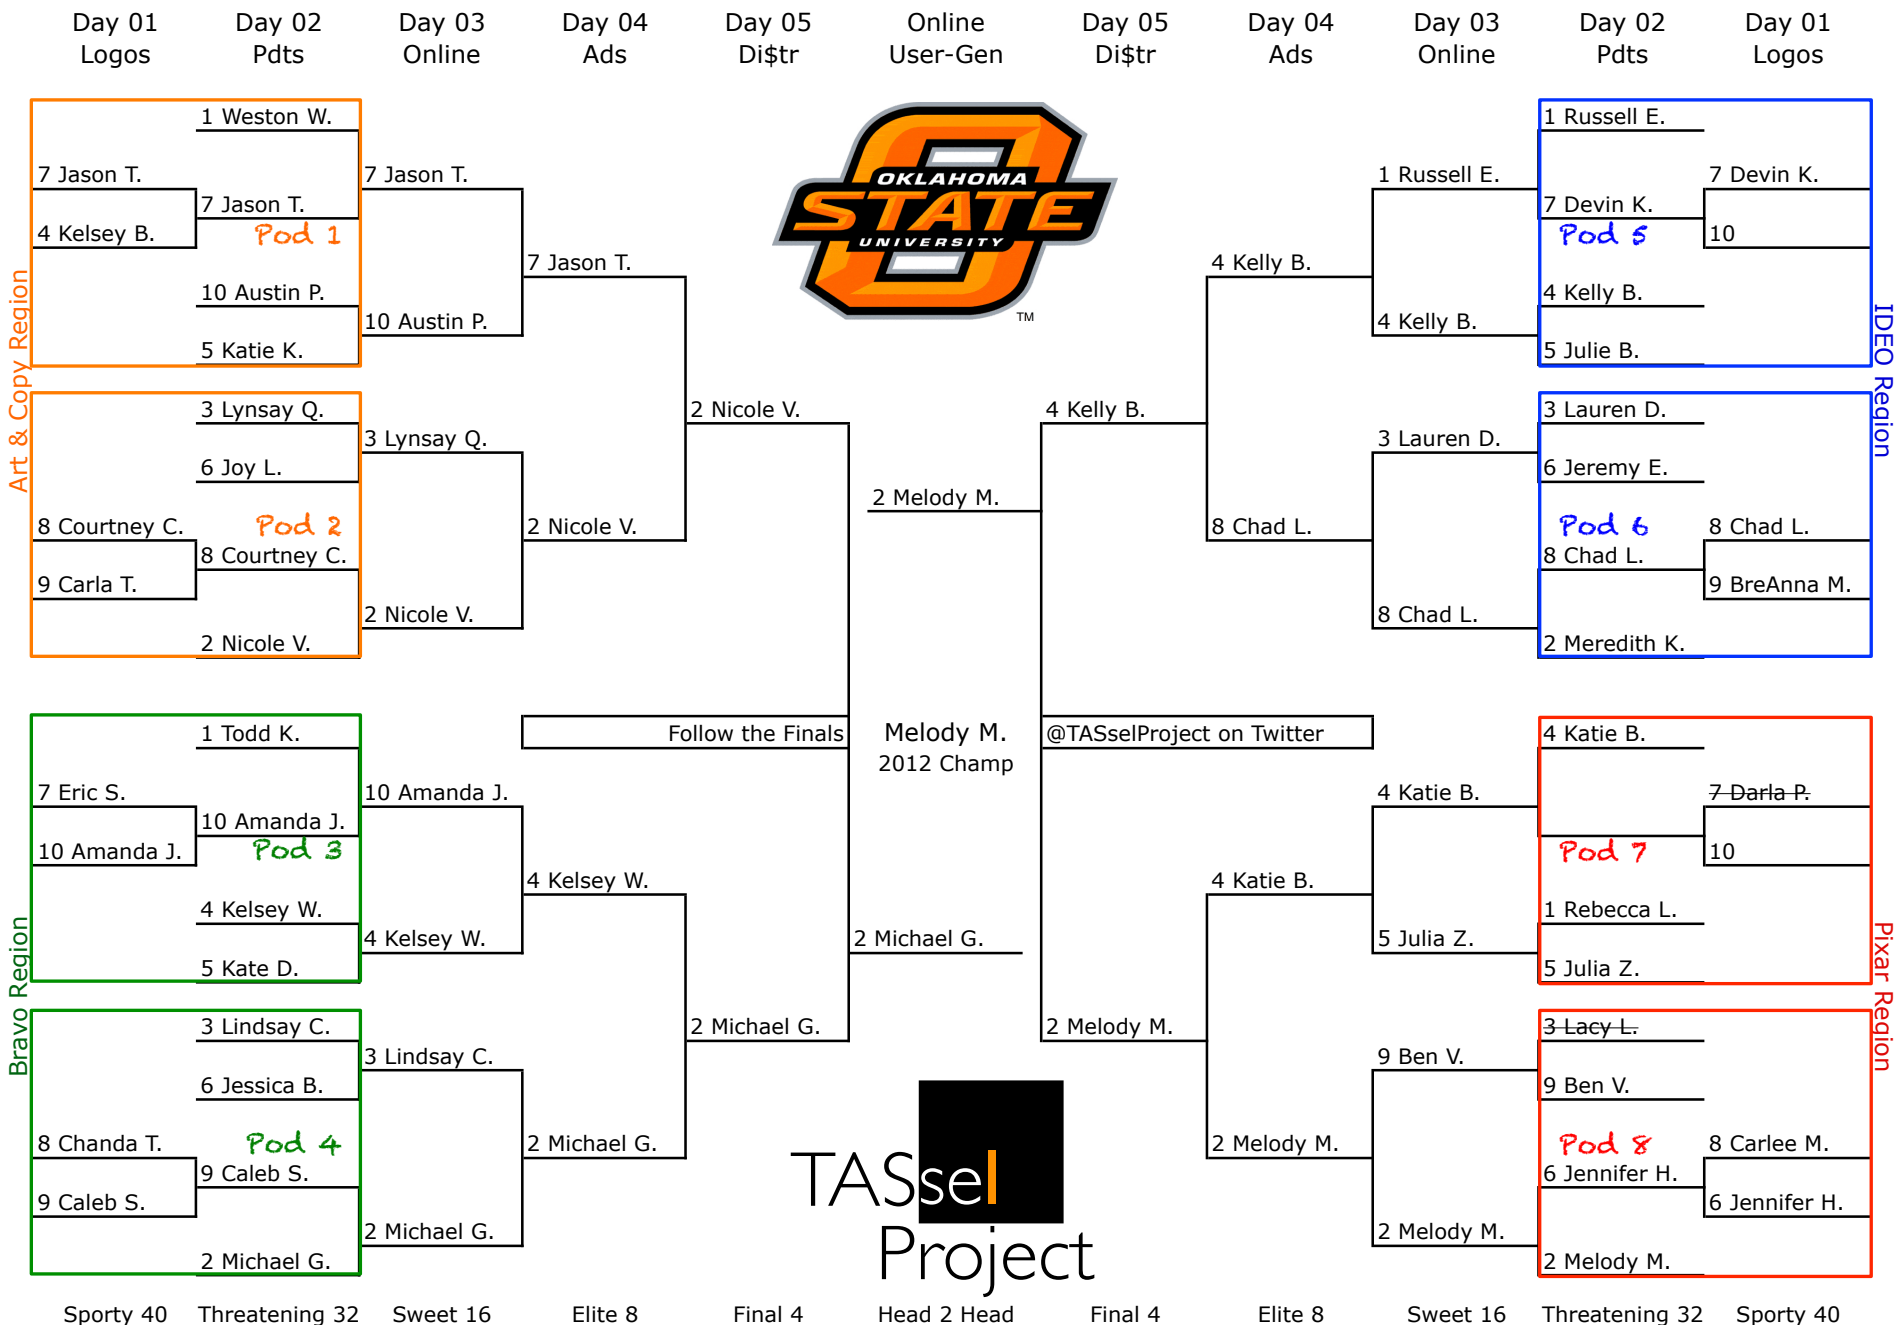 Day 01 Day 02 Day 03 Day 04 Day 05 Online Day 05 Day 04 Day 03 Day 02 Day 01
Logos Pdts Online Ads Di$tr User-Gen Di$tr Ads Online Pdts Logos
1 Weston W. 1 Russell E.
OKLAHOMA
7 Jason T. 7 Jason T. 1 Russell E. 7 Devin K.
STATE
7 Jason T. 7 Devin K.
4 Kelsey B. Pod 1 Pod 5 10
UNIVERSITY
7 Jason T. 4 Kelly B.
10 Austin P. 4 Kelly B.
TM
10 Austin P. 4 Kelly B.
5 Katie K. 5 Julie B.
Art & Copy Region
IDEO Region
3 Lynsay Q. 2 Nicole V. 4 Kelly B. 3 Lauren D.
3 Lynsay Q. 3 Lauren D.
6 Joy L. 6 Jeremy E.
2 Melody M.
8 Courtney C. Pod 2 2 Nicole V. 8 Chad L. Pod 6 8 Chad L.
8 Courtney C. 8 Chad L.
9 Carla T. 9 BreAnna M.
2 Nicole V. 8 Chad L.
2 Nicole V. 2 Meredith K.
1 Todd K. Follow the Finals Melody M. @TASselProject on Twitter 4 Katie B.
2012 Champ
7 Eric S. 10 Amanda J. 4 Katie B. 7 Darla P.
10 Amanda J.
10 Amanda J. Pod 3 Pod 7 10
4 Kelsey W. 4 Katie B.
4 Kelsey W. 1 Rebecca L.
4 Kelsey W. 2 Michael G. 5 Julia Z.
5 Kate D. 5 Julia Z.
Bravo Region
Pixar Region
3 Lindsay C. 2 Michael G. 2 Melody M. 3 Lacy L.
3 Lindsay C. 9 Ben V.
6 Jessica B. 9 Ben V.
8 Chanda T. Pod 4 2 Michael G. 2 Melody M. Pod 8 8 Carlee M.
9 Caleb S. TASsel 6 Jennifer H.
9 Caleb S. 6 Jennifer H.
2 Michael G. 2 Melody M.
2 Michael G. Project 2 Melody M.
Sporty 40 Threatening 32 Sweet 16 Elite 8 Final 4 Head 2 Head Final 4 Elite 8 Sweet 16 Threatening 32 Sporty 40